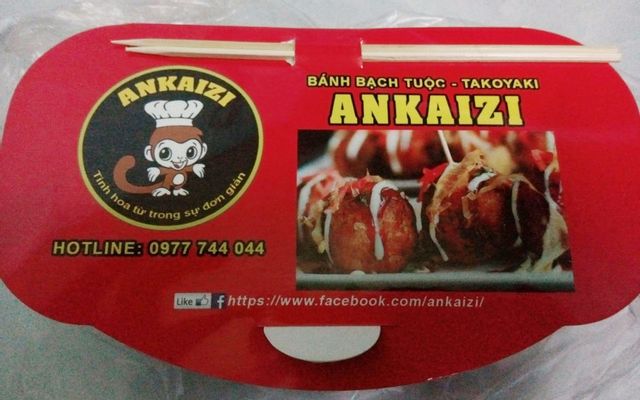 ANKAIZI
Tinh hoa từ trong sự đơn giản
HOTLINE: 0977 744 044
BÁNH BẠCH TUỘC - TAKOYAKI
ANKAIZI
Like f https://www.facebook.com/ankaizi/